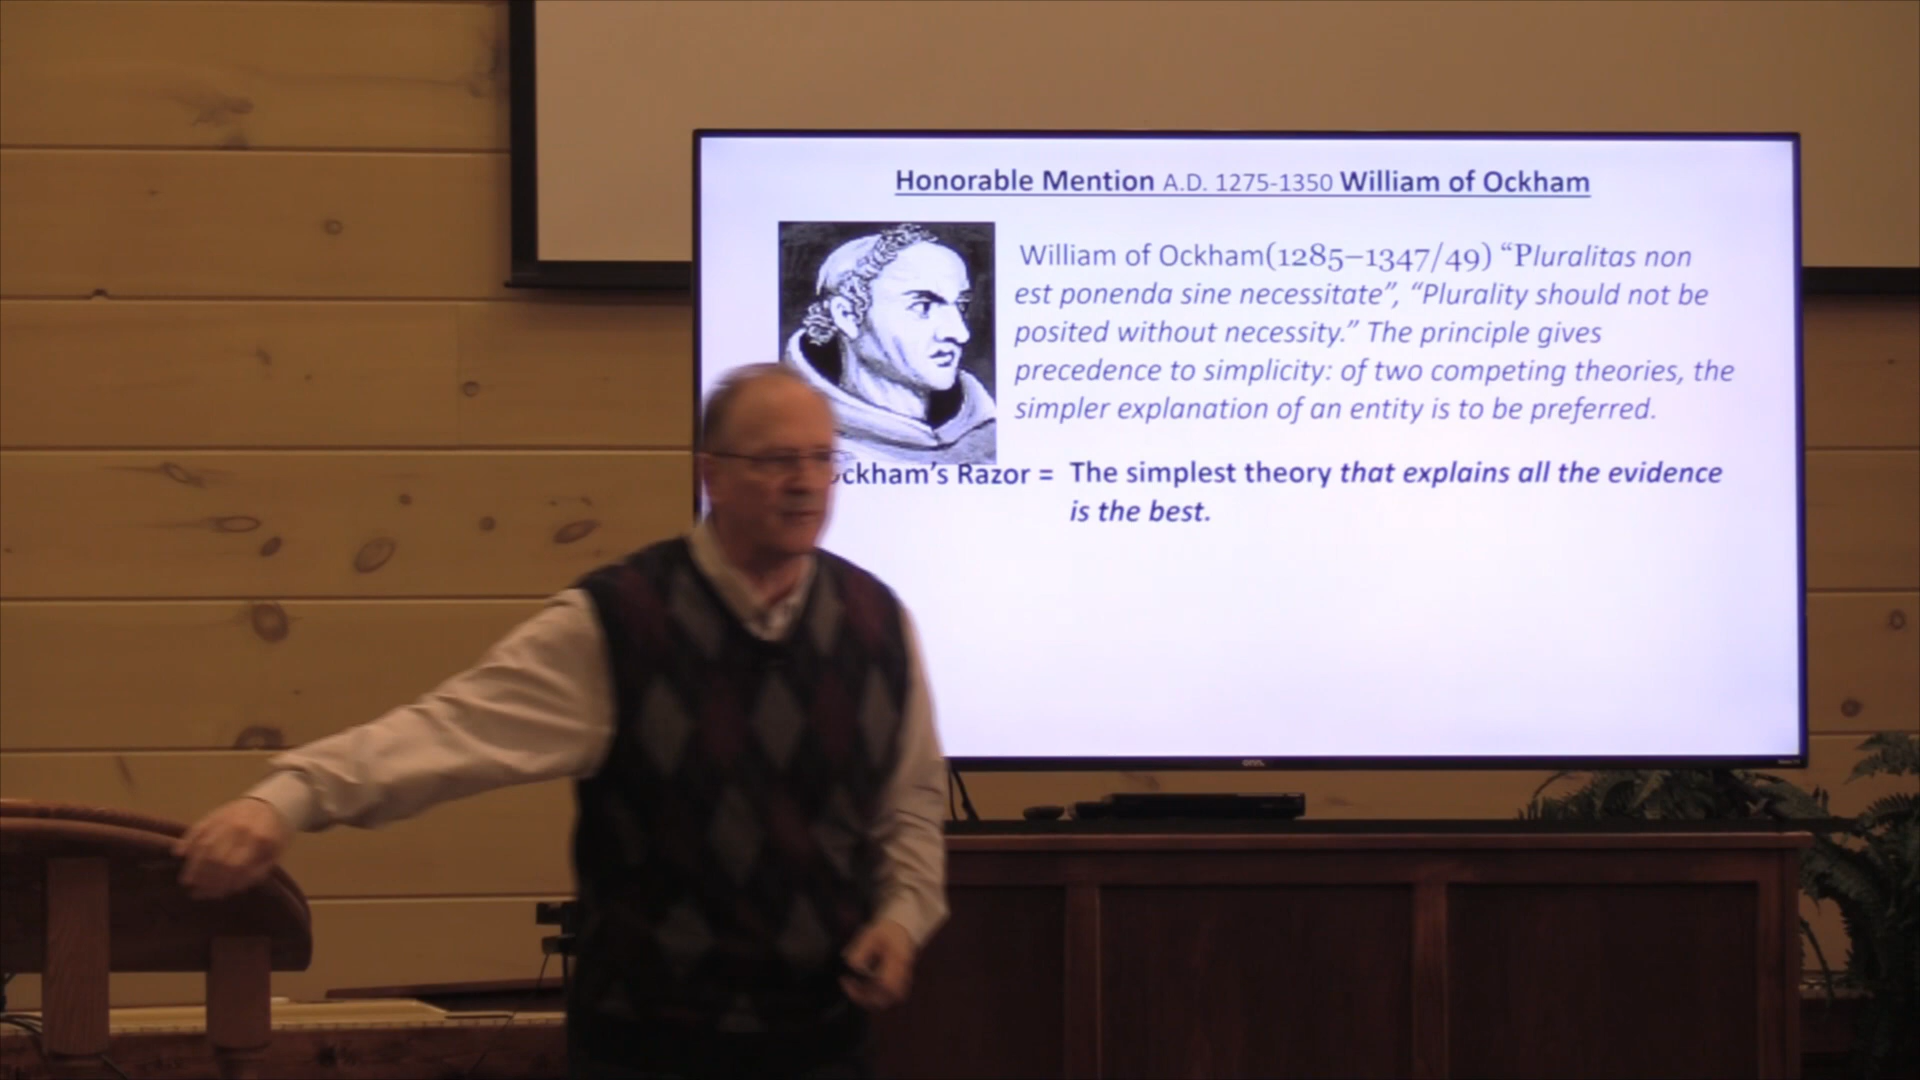 Honorable Mention A.D. 1275-1350 William of Ockham
William of Ockham(1285–1347/49) “Pluralitas non
est ponenda sine necessitate”, “Plurality should not be
posited without necessity.” The principle gives
precedence to simplicity: of two competing theories, the
simpler explanation of an entity is to be preferred.
ckham’s Razor = The simplest theory that explains all the evidence
is the best.
onn.